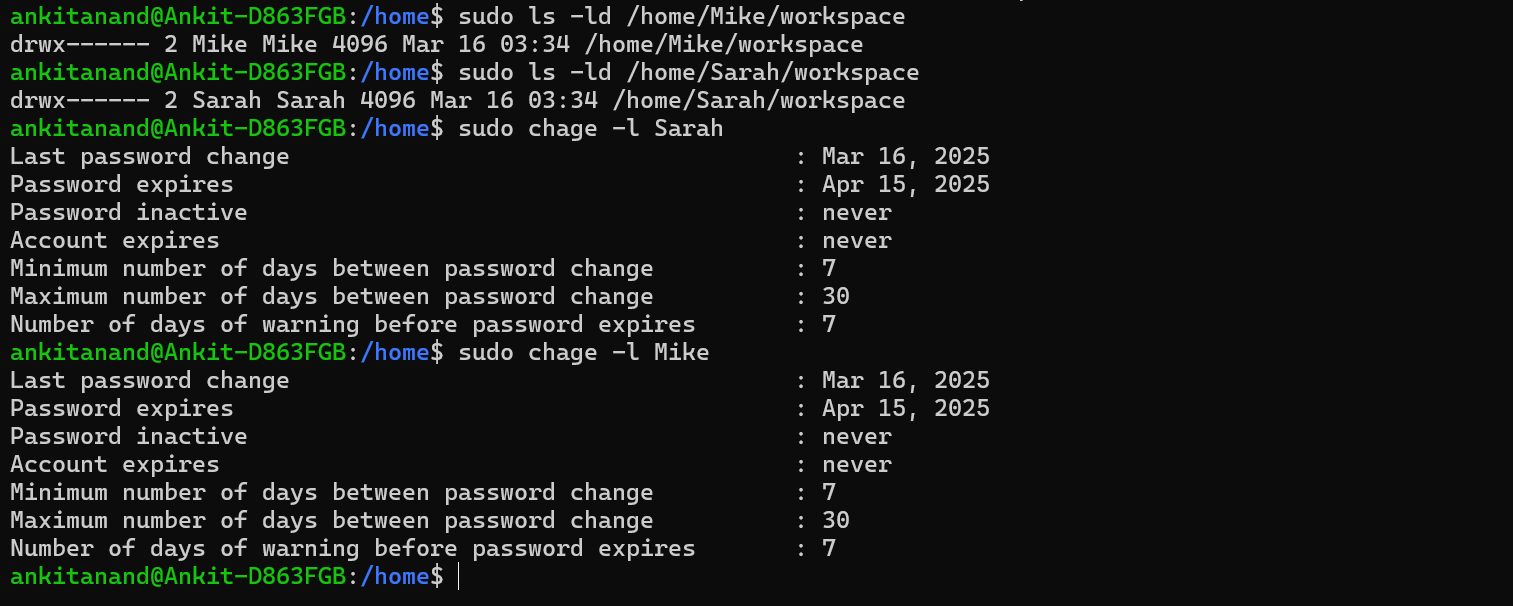 ankitanand@Ankit-D863FGB:/home$ sudo ls -ld /home/Mike/workspace
drwx------ 2 Mike Mike 4096 Mar 16 03:34 /home/Mike/workspace
ankitanand@Ankit-D863FGB:/home$ sudo ls -ld /home/Sarah/workspace
drwx------ 2 Sarah Sarah 4096 Mar 16 03:34 /home/Sarah/workspace
ankitanand@Ankit-D863FGB:/home$ sudo chage -l Sarah
Last password change : Mar 16, 2025
Password expires : Apr 15, 2025
Password inactive : never
Account expires : never
Minimum number of days between password change : 7
Maximum number of days between password change : 30
Number of days of warning before password expires : 7
ankitanand@Ankit-D863FGB:/home$ sudo chage -l Mike
Last password change : Mar 16, 2025
Password expires : Apr 15, 2025
Password inactive : never
Account expires : never
Minimum number of days between password change : 7
Maximum number of days between password change : 30
Number of days of warning before password expires : 7
ankitanand@Ankit-D863FGB:/home$